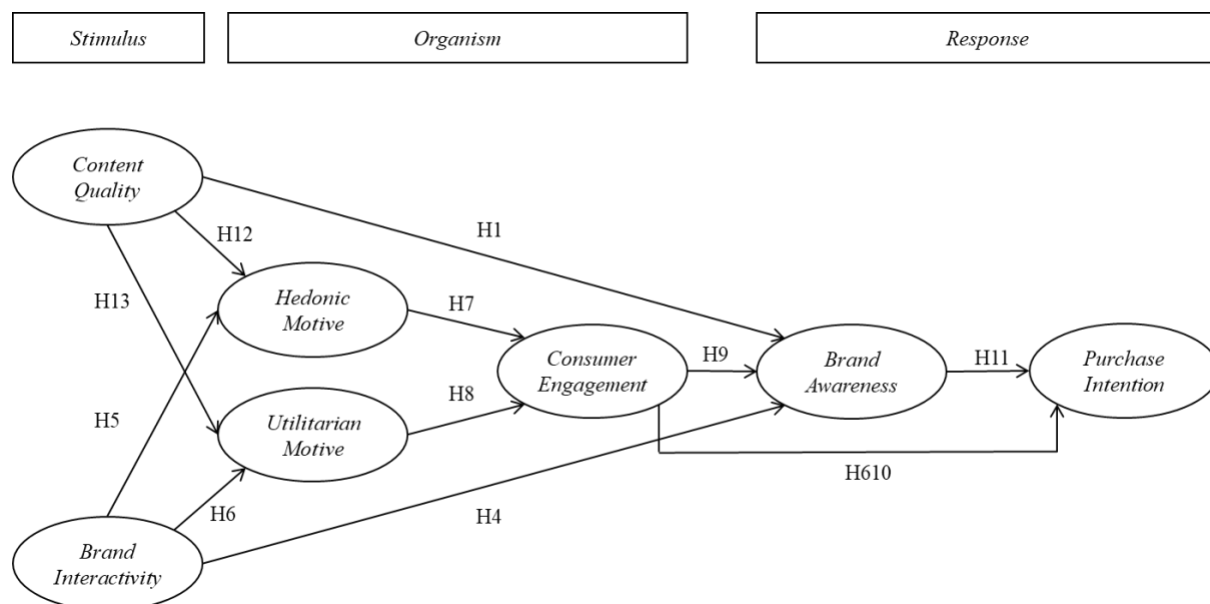 Stimulus
Organism
Response
Content
Quality
H12
H1
H13
Hedonic
Motive
H7
Consumer
Engagement
H9
Brand
Awareness
H11
Purchase
Intention
H5
Utilitarian
Motive
H8
H6
H4
H610
Brand
Interactivity